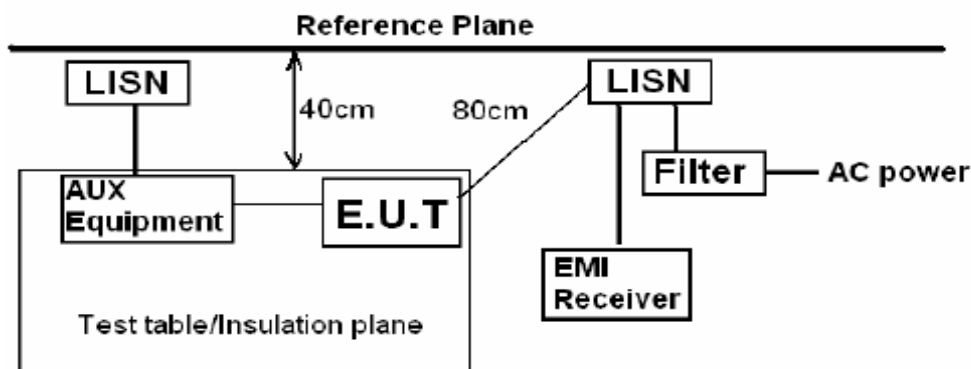 Reference Plane
LISN
40cm
80cm
LISN
Filter
AC power
AUX
Equipment
E.U.T
EMI
Receiver
Test table/Insulation plane